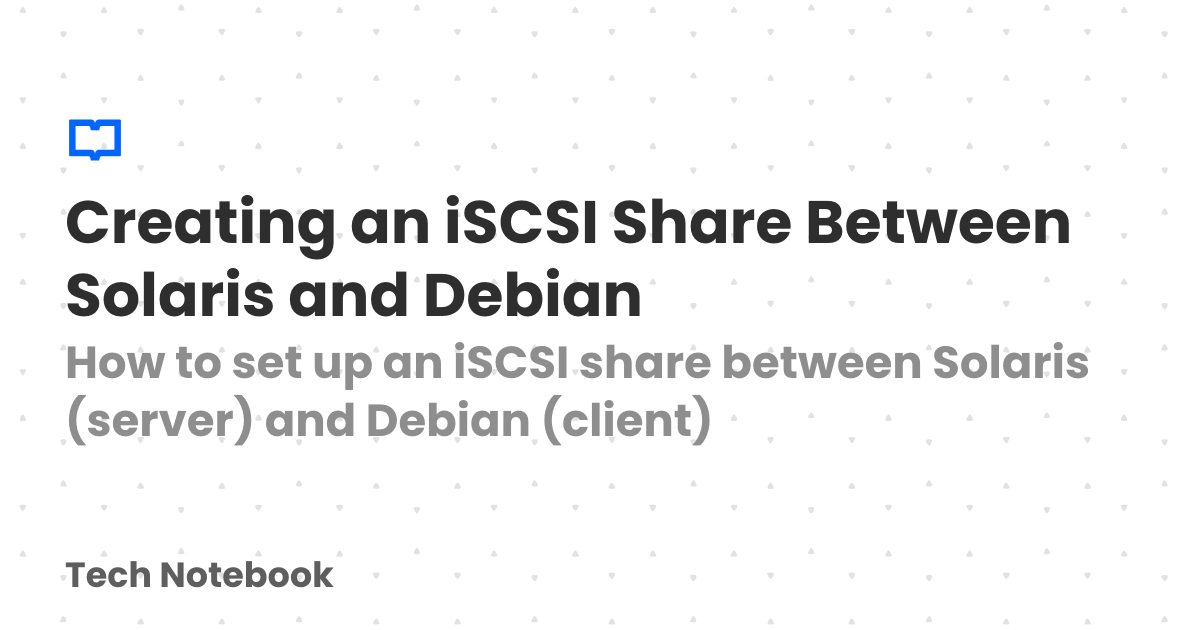 Creating an iSCSI Share Between
Solaris and Debian
How to set up an iSCSI share between Solaris
(server) and Debian (client)
Tech Notebook